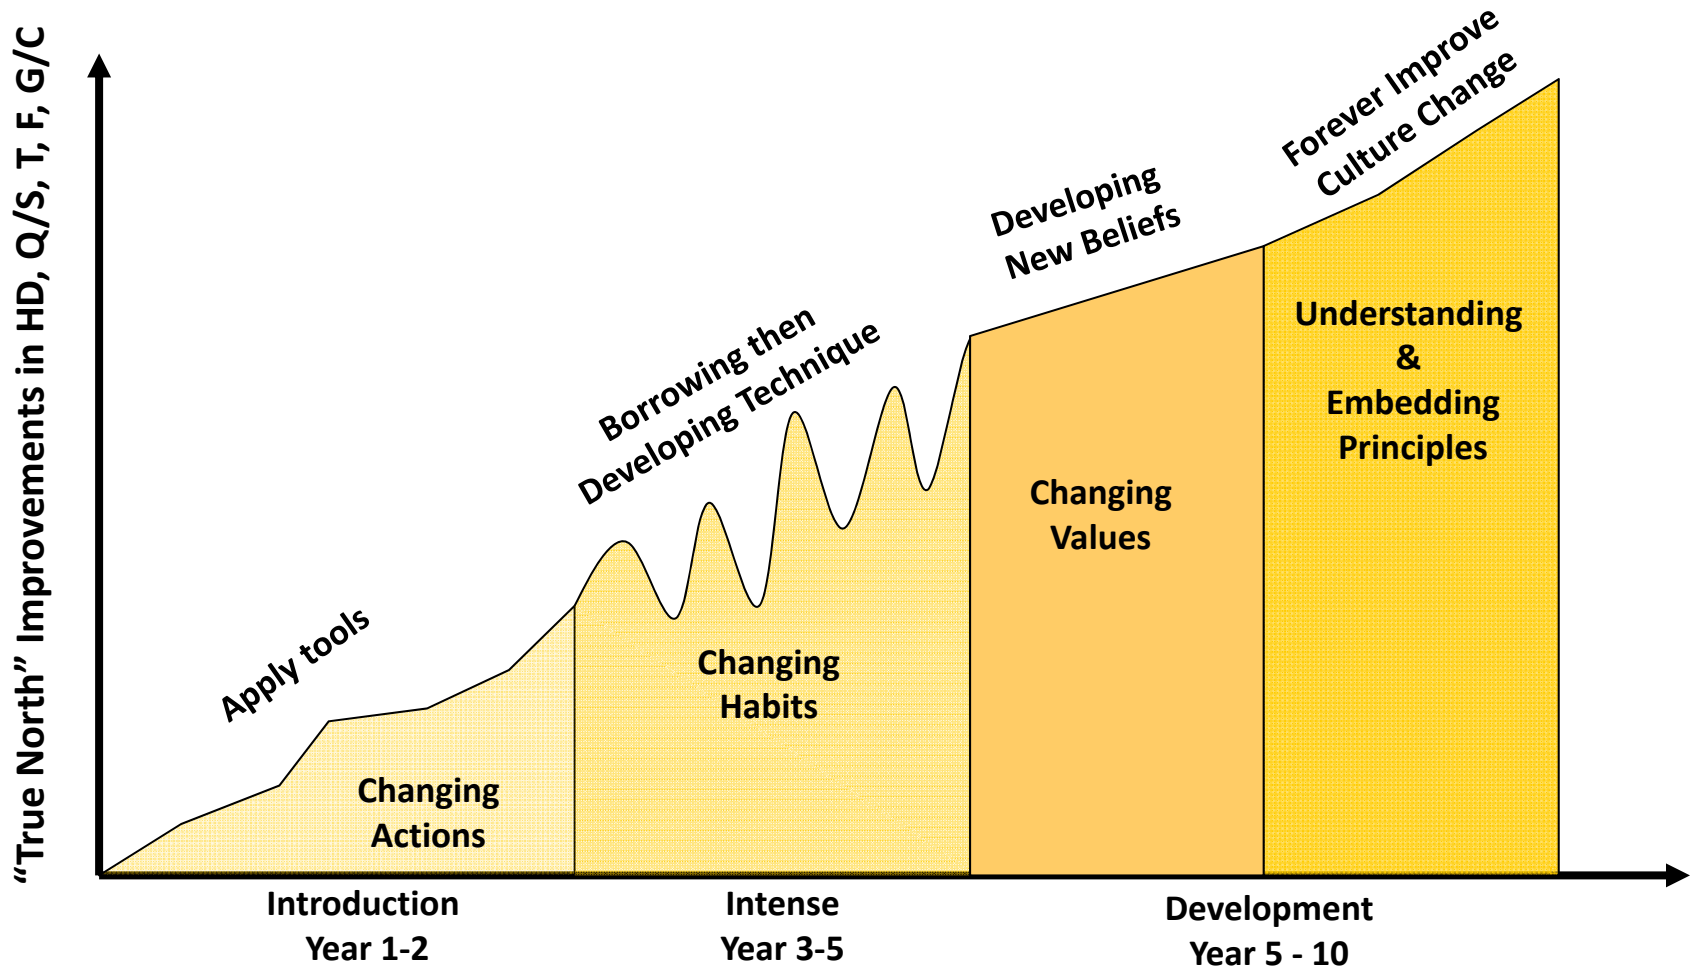 “True North” Improvements in HD, Q/S, T, F, G/C
Apply tools
Changing
Actions
Borrowing then
Developing Technique
Changing
Habits
Developing
New Beliefs
Changing
Values
Forever Improve
Culture Change
Understanding
&
Embedding
Principles
Introduction
Year 1-2
Intense
Year 3-5
Development
Year 5 - 10